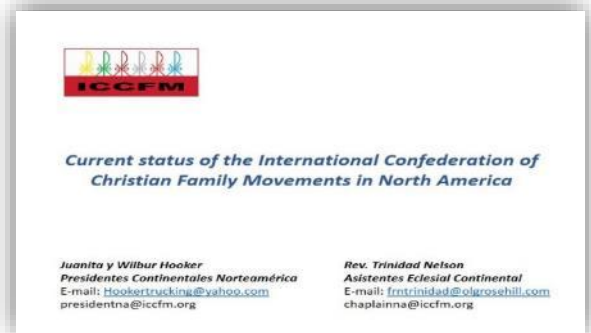 ICCFM
Current status of the International Confederation of
Christian Family Movements in North America
Juanita y Wilbur Hooker
Presidentes Continentales Norteamérica
E-mail: Hookertrucking@yahoo.com
presidentna@iccfm.org
Rev. Trinidad Nelson
Asistentes Eclesial Continental
E-mail: frntrinidad@olgrosehill.com
chaplainna@iccfm.org